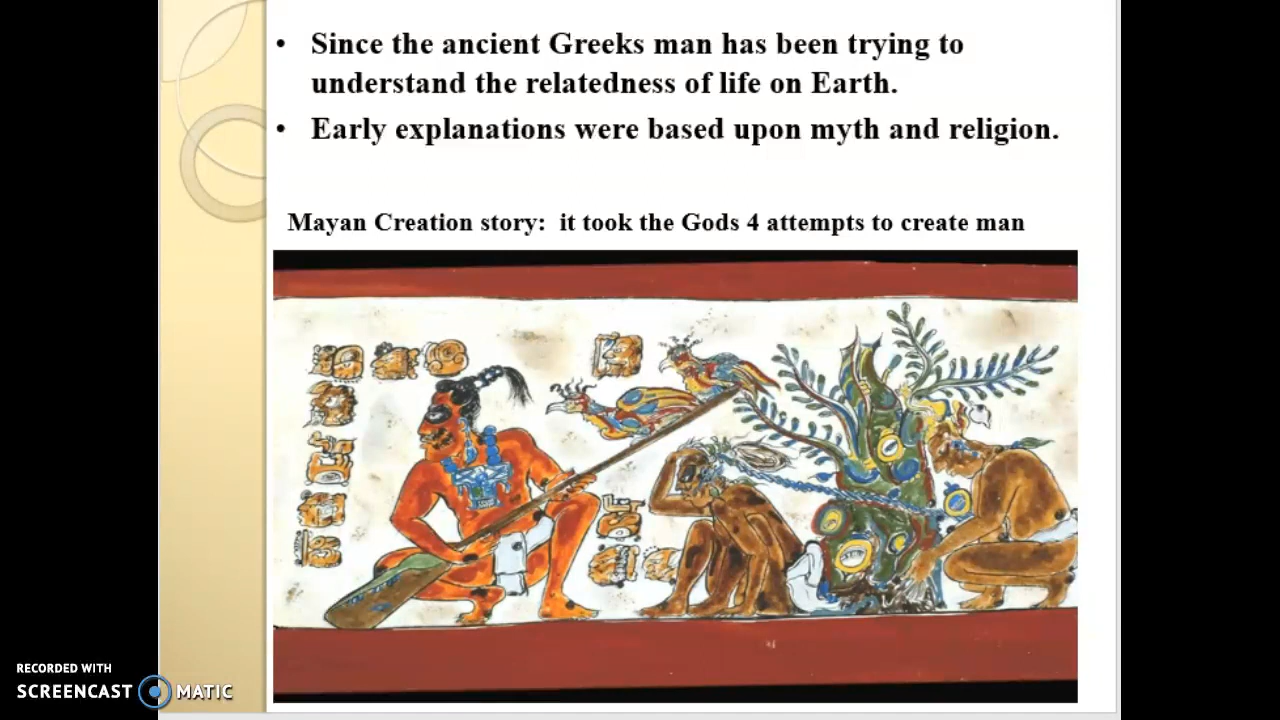 • Since the ancient Greeks man has been trying to
understand the relatedness of life on Earth.
• Early explanations were based upon myth and religion.
Mayan Creation story: it took the Gods 4 attempts to create man
RECORDED WITH
SCREENCAST MATIC